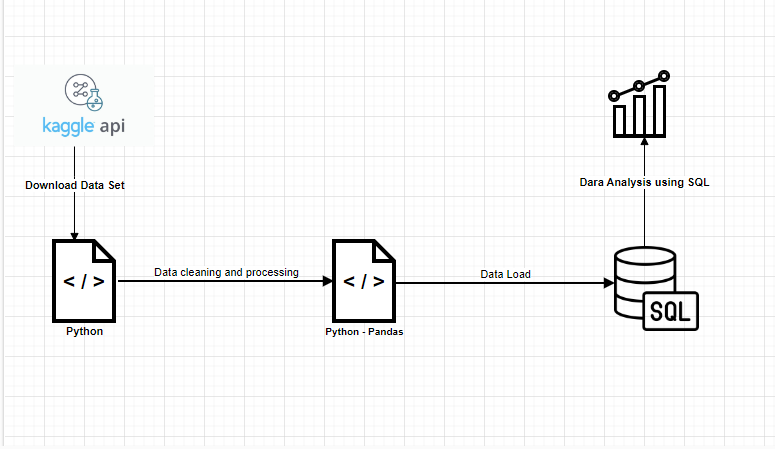 kaggle api
Download Data Set
Dara Analysis using SQL
</>
Data cleaning and processing
</>
Data Load
SQL
Python
Python - Pandas